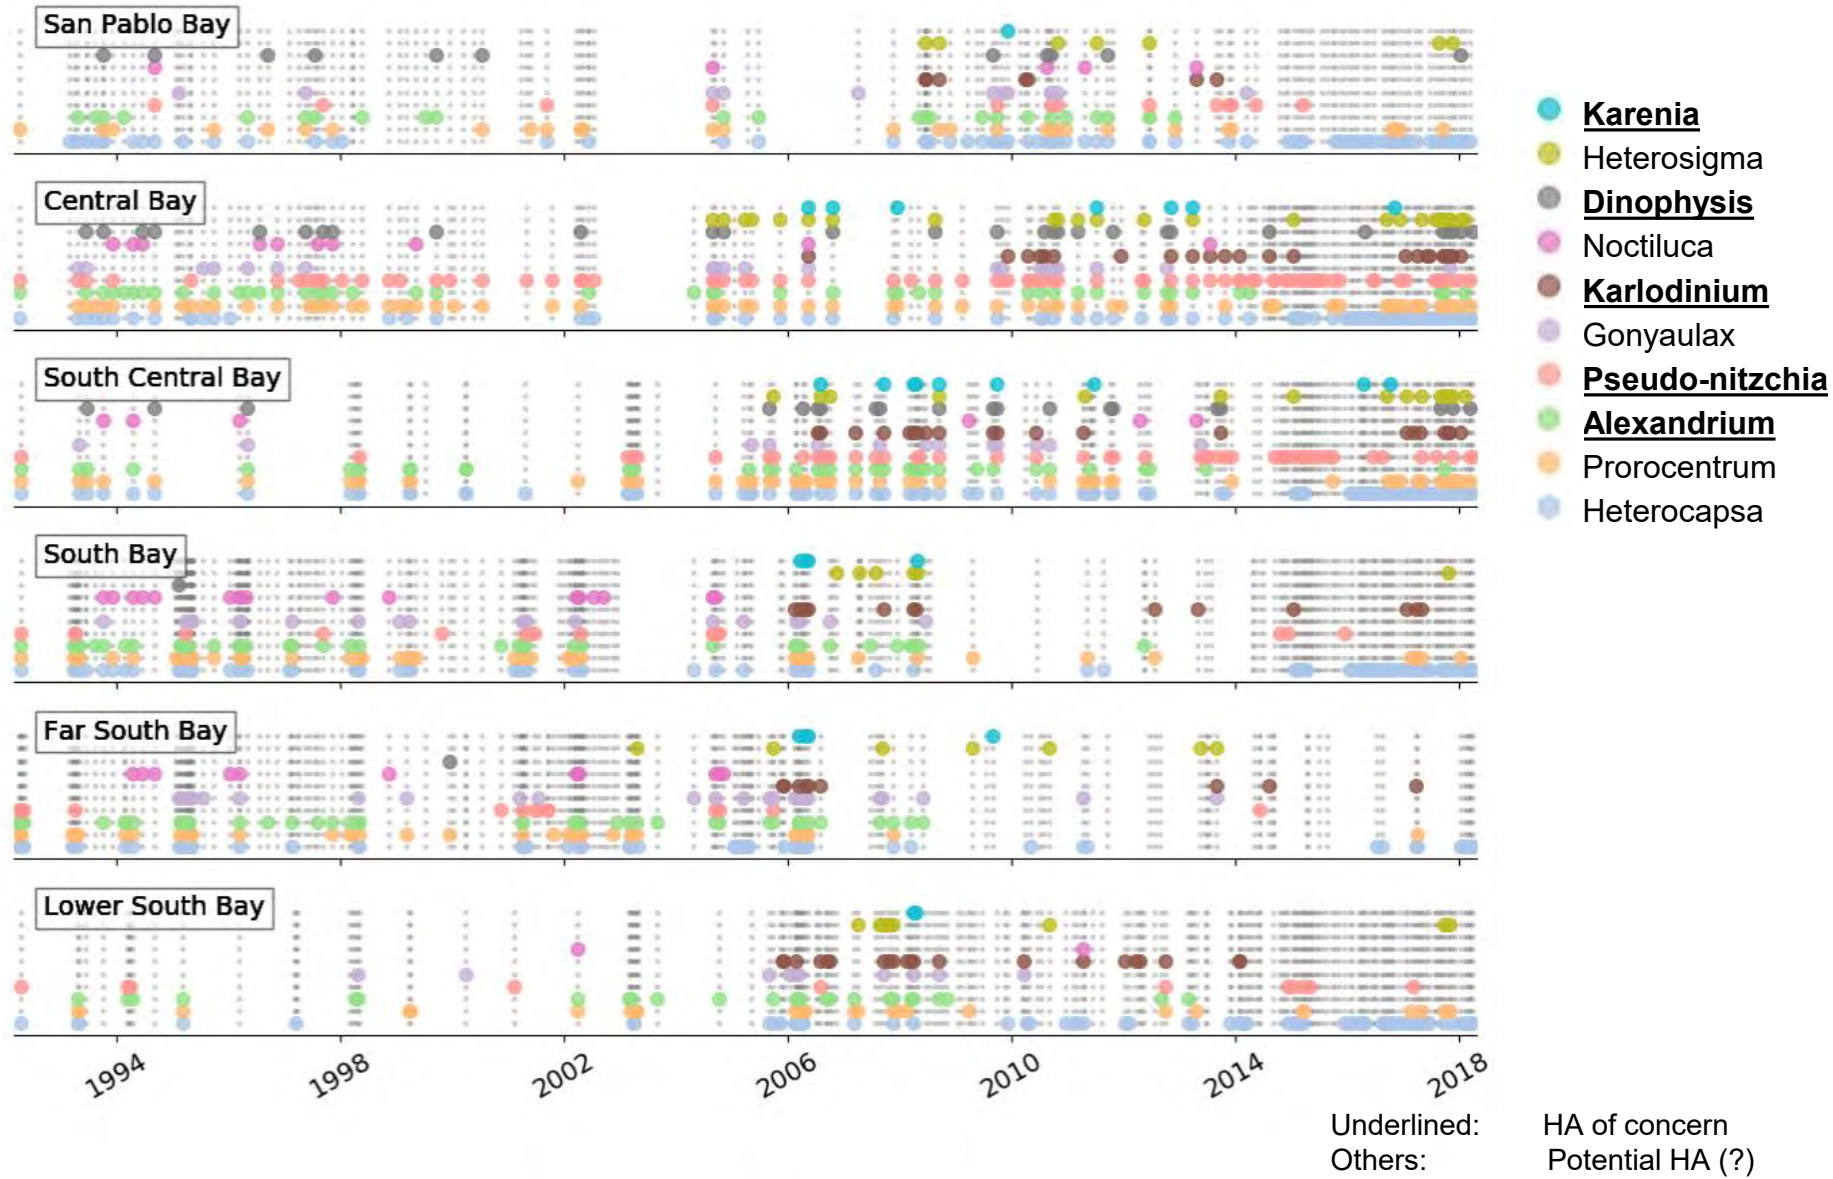 San Pablo Bay
Central Bay
South Central Bay
South Bay
Far South Bay
Lower South Bay
1994
1998
2002
2006
2010
2014
2018
Karenia
Heterosigma
Dinophysis
Noctiluca
Karlodinium
Gonyaulax
Pseudo-nitzchia
Alexandrium
Prorocentrum
Heterocapsa
Underlined: HA of concern
Others: Potential HA (?)